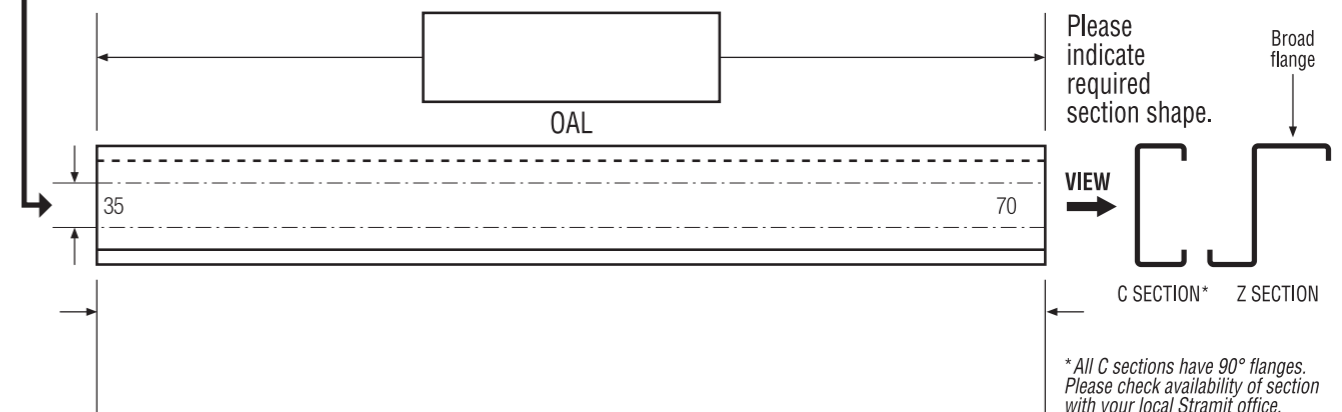 Please
indicate
required
section shape.
Broad
flange
OAL
35
70
VIEW
C SECTION*
Z SECTION
* All C sections have 90° flanges.
Please check availability of section
with your local Stramit office.